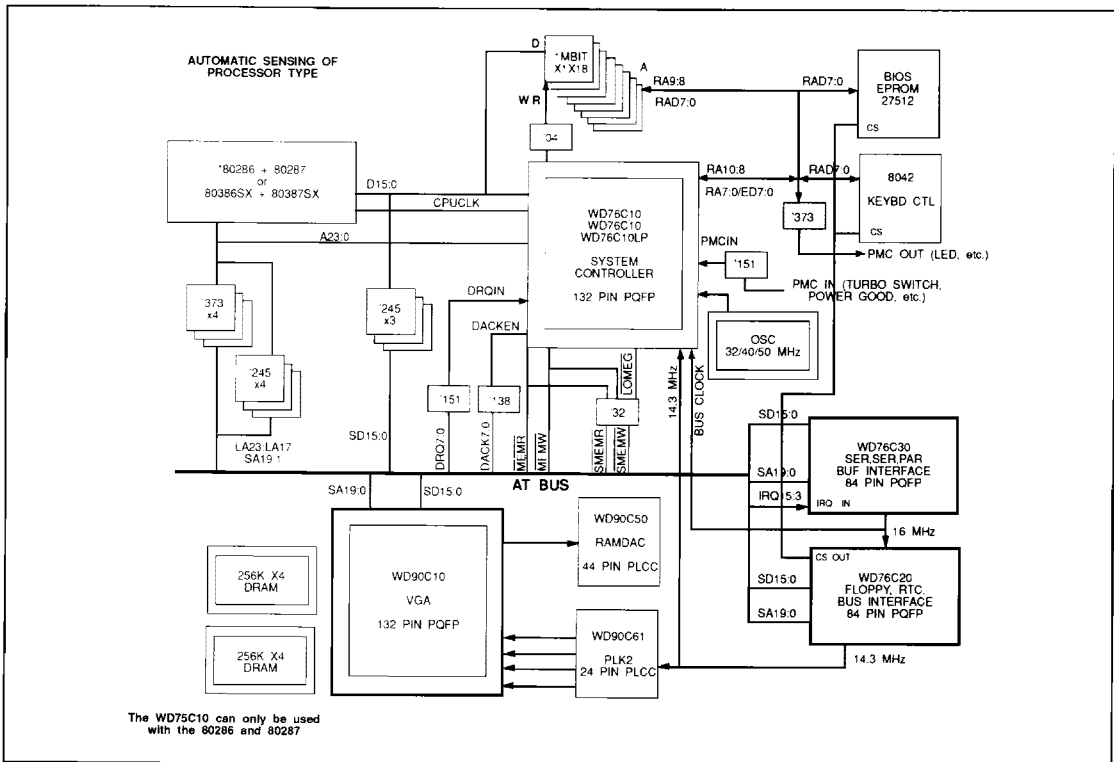 AUTOMATIC SENSING OF
PROCESSOR TYPE
D
1MBIT
X1X18
A
WR
'04
RA9:8
RAD7:0
RAD7:0
BIOS
EPROM
27512
CS
'80286 + 80287
or
80386SX + 80387SX
D15:0
CPUCLK
A23:0
WD76C10
WD76C10
WD76C10LP
SYSTEM
CONTROLLER
132 PIN PQFP
RA10:8
RA7:0/ED7:0
RAD7:0
8042
KEYBD CTL
CS
'373
PMC OUT (LED, etc.)
PMCIN
'151
PMC IN (TURBO SWITCH,
POWER GOOD, etc.)
OSC
32/40/50 MHz
'373
x4
'245
x4
'245
x3
DRQIN
DACKEN
'151
'138
'32
LOMEG
14.3 MHz
BUS CLOCK
LA23:LA17
SA19:1
SD15:0
DRQ7:0
DACK7:0
MEMR
MEMW
SMEMR
SMEMW
AT BUS
SD15:0
SA19:0
IRQ15:3
WD76C30
SER,SER,PAR
BUF INTERFACE
84 PIN PQFP
IRQ IN
16 MHz
SA19:0
SD15:0
WD90C10
VGA
132 PIN PQFP
256K X4
DRAM
256K X4
DRAM
WD90C50
RAMDAC
44 PIN PLCC
WD90C61
PLK2
24 PIN PLCC
CS OUT
SD15:0
SA19:0
WD76C20
FLOPPY, RTC,
BUS INTERFACE
84 PIN PQFP
14.3 MHz
The WD75C10 can only be used
with the 80286 and 80287